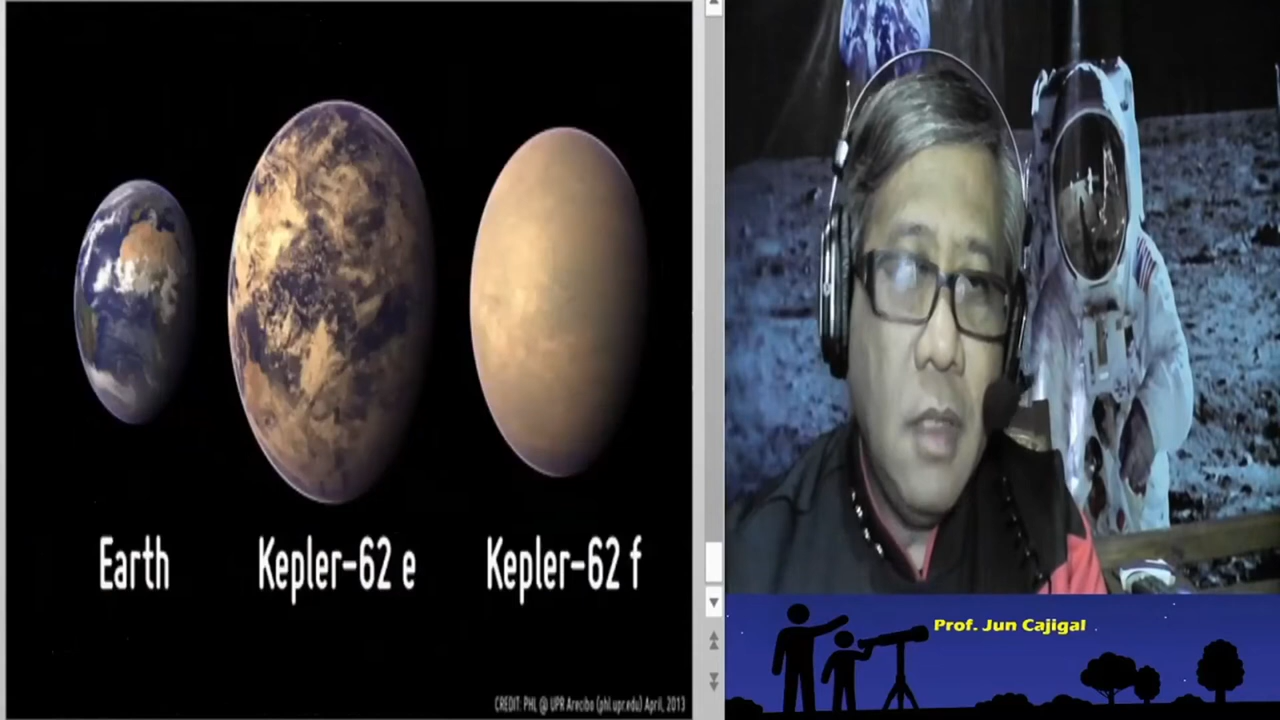 Earth
Kepler-62 e
Kepler-62 f
CREDIT: PHL @ UPR Arecibo (phl.upr.edu) April, 2013
Prof. Jun Cajigal